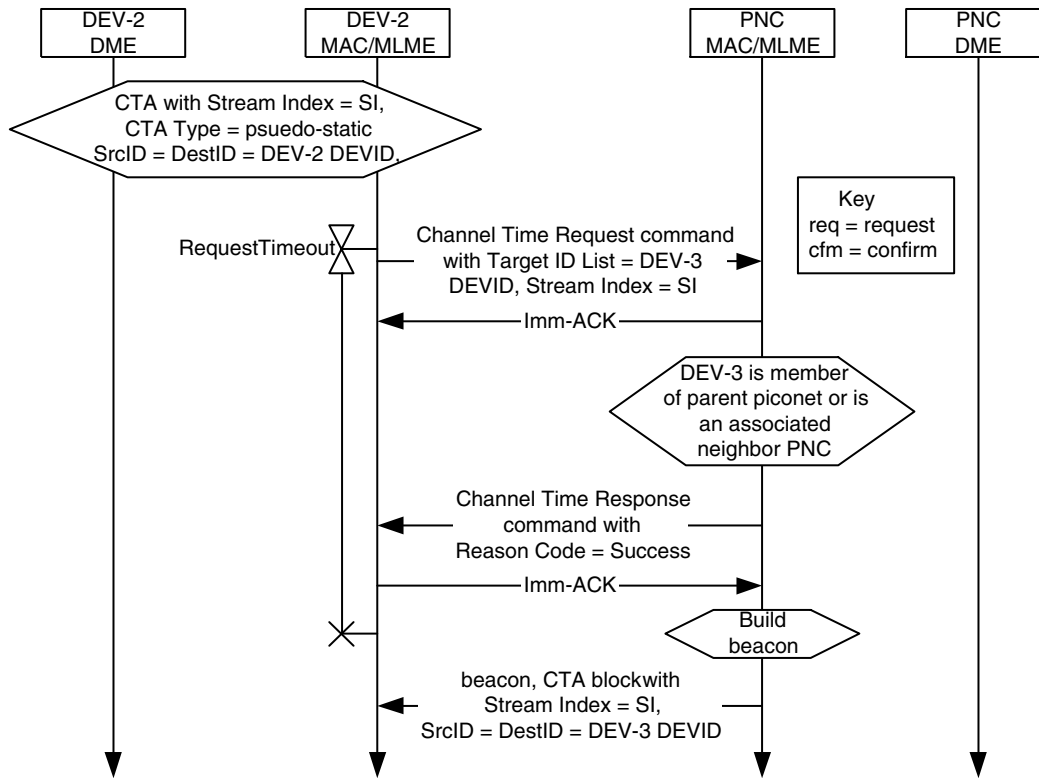 DEV-2
DME
DEV-2
MAC/MLME
PNC
MAC/MLME
PNC
DME
CTA with Stream Index = SI,
CTA Type = psuedo-static
SrcID = DestID = DEV-2 DEVID,
Key
req = request
cfm = confirm
RequestTimeout
Channel Time Request command
with Target ID List = DEV-3
DEVID, Stream Index = SI
Imm-ACK
DEV-3 is member
of parent piconet or is
an associated
neighbor PNC
Channel Time Response
command with
Reason Code = Success
Imm-ACK
Build
beacon
beacon, CTA blockwith
Stream Index = SI,
SrcID = DestID = DEV-3 DEVID